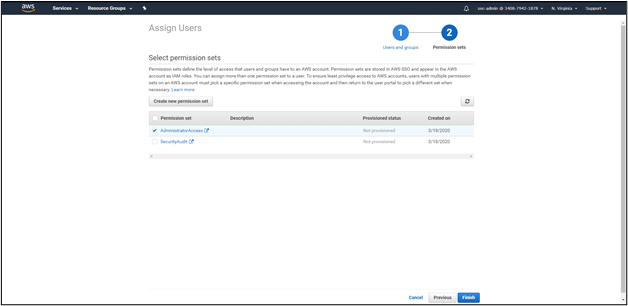 aws Services Resource Groups soc-admin @ 3408-7942-1878 N. Virginia Support
Assign Users
1 2
Users and groups Permission sets
Select permission sets
Permission sets define the level of access that users and groups have to an AWS account. Permission sets are stored in AWS SSO and appear in the AWS
account as IAM roles. You can assign more than one permission set to a user. To ensure least privilege access to AWS accounts, users with multiple permission
sets on an AWS account must pick a specific permission set when accessing the account and then return to the user portal to pick a different set when
necessary. Learn more
Create new permission set
Permission set Description Provisioned status Created on
AdministratorAccess Not provisioned 3/19/2020
SecurityAudit Not provisioned 3/19/2020
Cancel Previous Finish